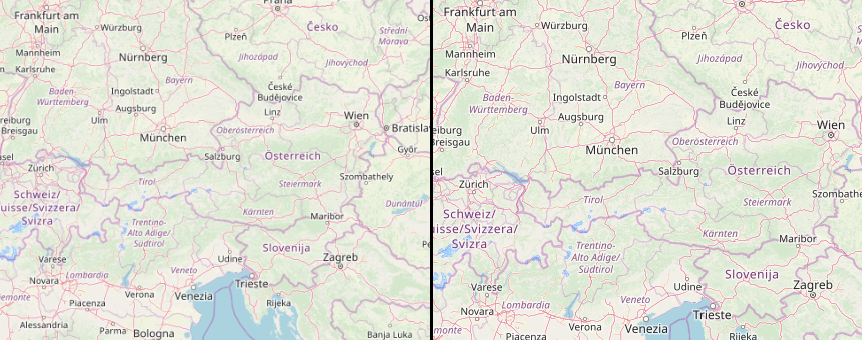 Frankfurt am
Main
Praha
Plzeň
Česko
Střední
Morava
Würzburg
Mannheim
Nürnberg
Jihozápad
Jihovýchod
Karlsruhe
Bayern
České
Budějovice
Baden-
Württemberg
Ingolstadt
Augsburg
Linz
Wien
Ulm
Oberösterreich
Bratislav
reiburg
Breisgau
München
Győr
Salzburg
Österreich
Zürich
Szombathely
Tirol
Steiermark
Schweiz/
uisse/Svizzera/
Svizra
Kärnten
Maribor
Dunántúl
Trentino-
Alto Adige/
Südtirol
Slovenija
Varese
Udine
Zagreb
Lombardia
Veneto
Trieste
Novara
Verona
Venezia
Rijeka
emonte
Piacenza
Alessandria
Parma
Bologna
Banja Luka
Frankfurt am
Main
Würzburg
Plzeň
Česko
Mannheim
Nürnberg
Jihozápad
Jihovýchod
Karlsruhe
Bayern
Baden-
Württemberg
Ingolstadt
České
Budějovice
Augsburg
Linz
Wien
eiburg
Breisgau
Ulm
München
Oberösterreich
sel
Salzburg
Österreich
Zürich
Tirol
Steiermark
Szombathe
Schweiz/
uisse/Svizzera/
Svizra
Kärnten
Maribor
Trentino-
Alto Adige/
Südtirol
Slovenija
Varese
Udine
Zagreb
Lombardia
Veneto
Novara
Trieste
Verona
Venezia
Rijeka
monte
Piacenza